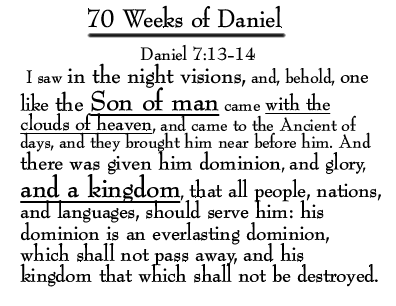 70 Weeks of Daniel
Daniel 7:13-14
I saw in the night visions, and, behold, one
like the Son of man came with the
clouds of heaven, and came to the Ancient of
days, and they brought him near before him. And
there was given him dominion, and glory,
and a kingdom, that all people, nations,
and languages, should serve him: his
dominion is an everlasting dominion,
which shall not pass away, and his
kingdom that which shall not be destroyed.